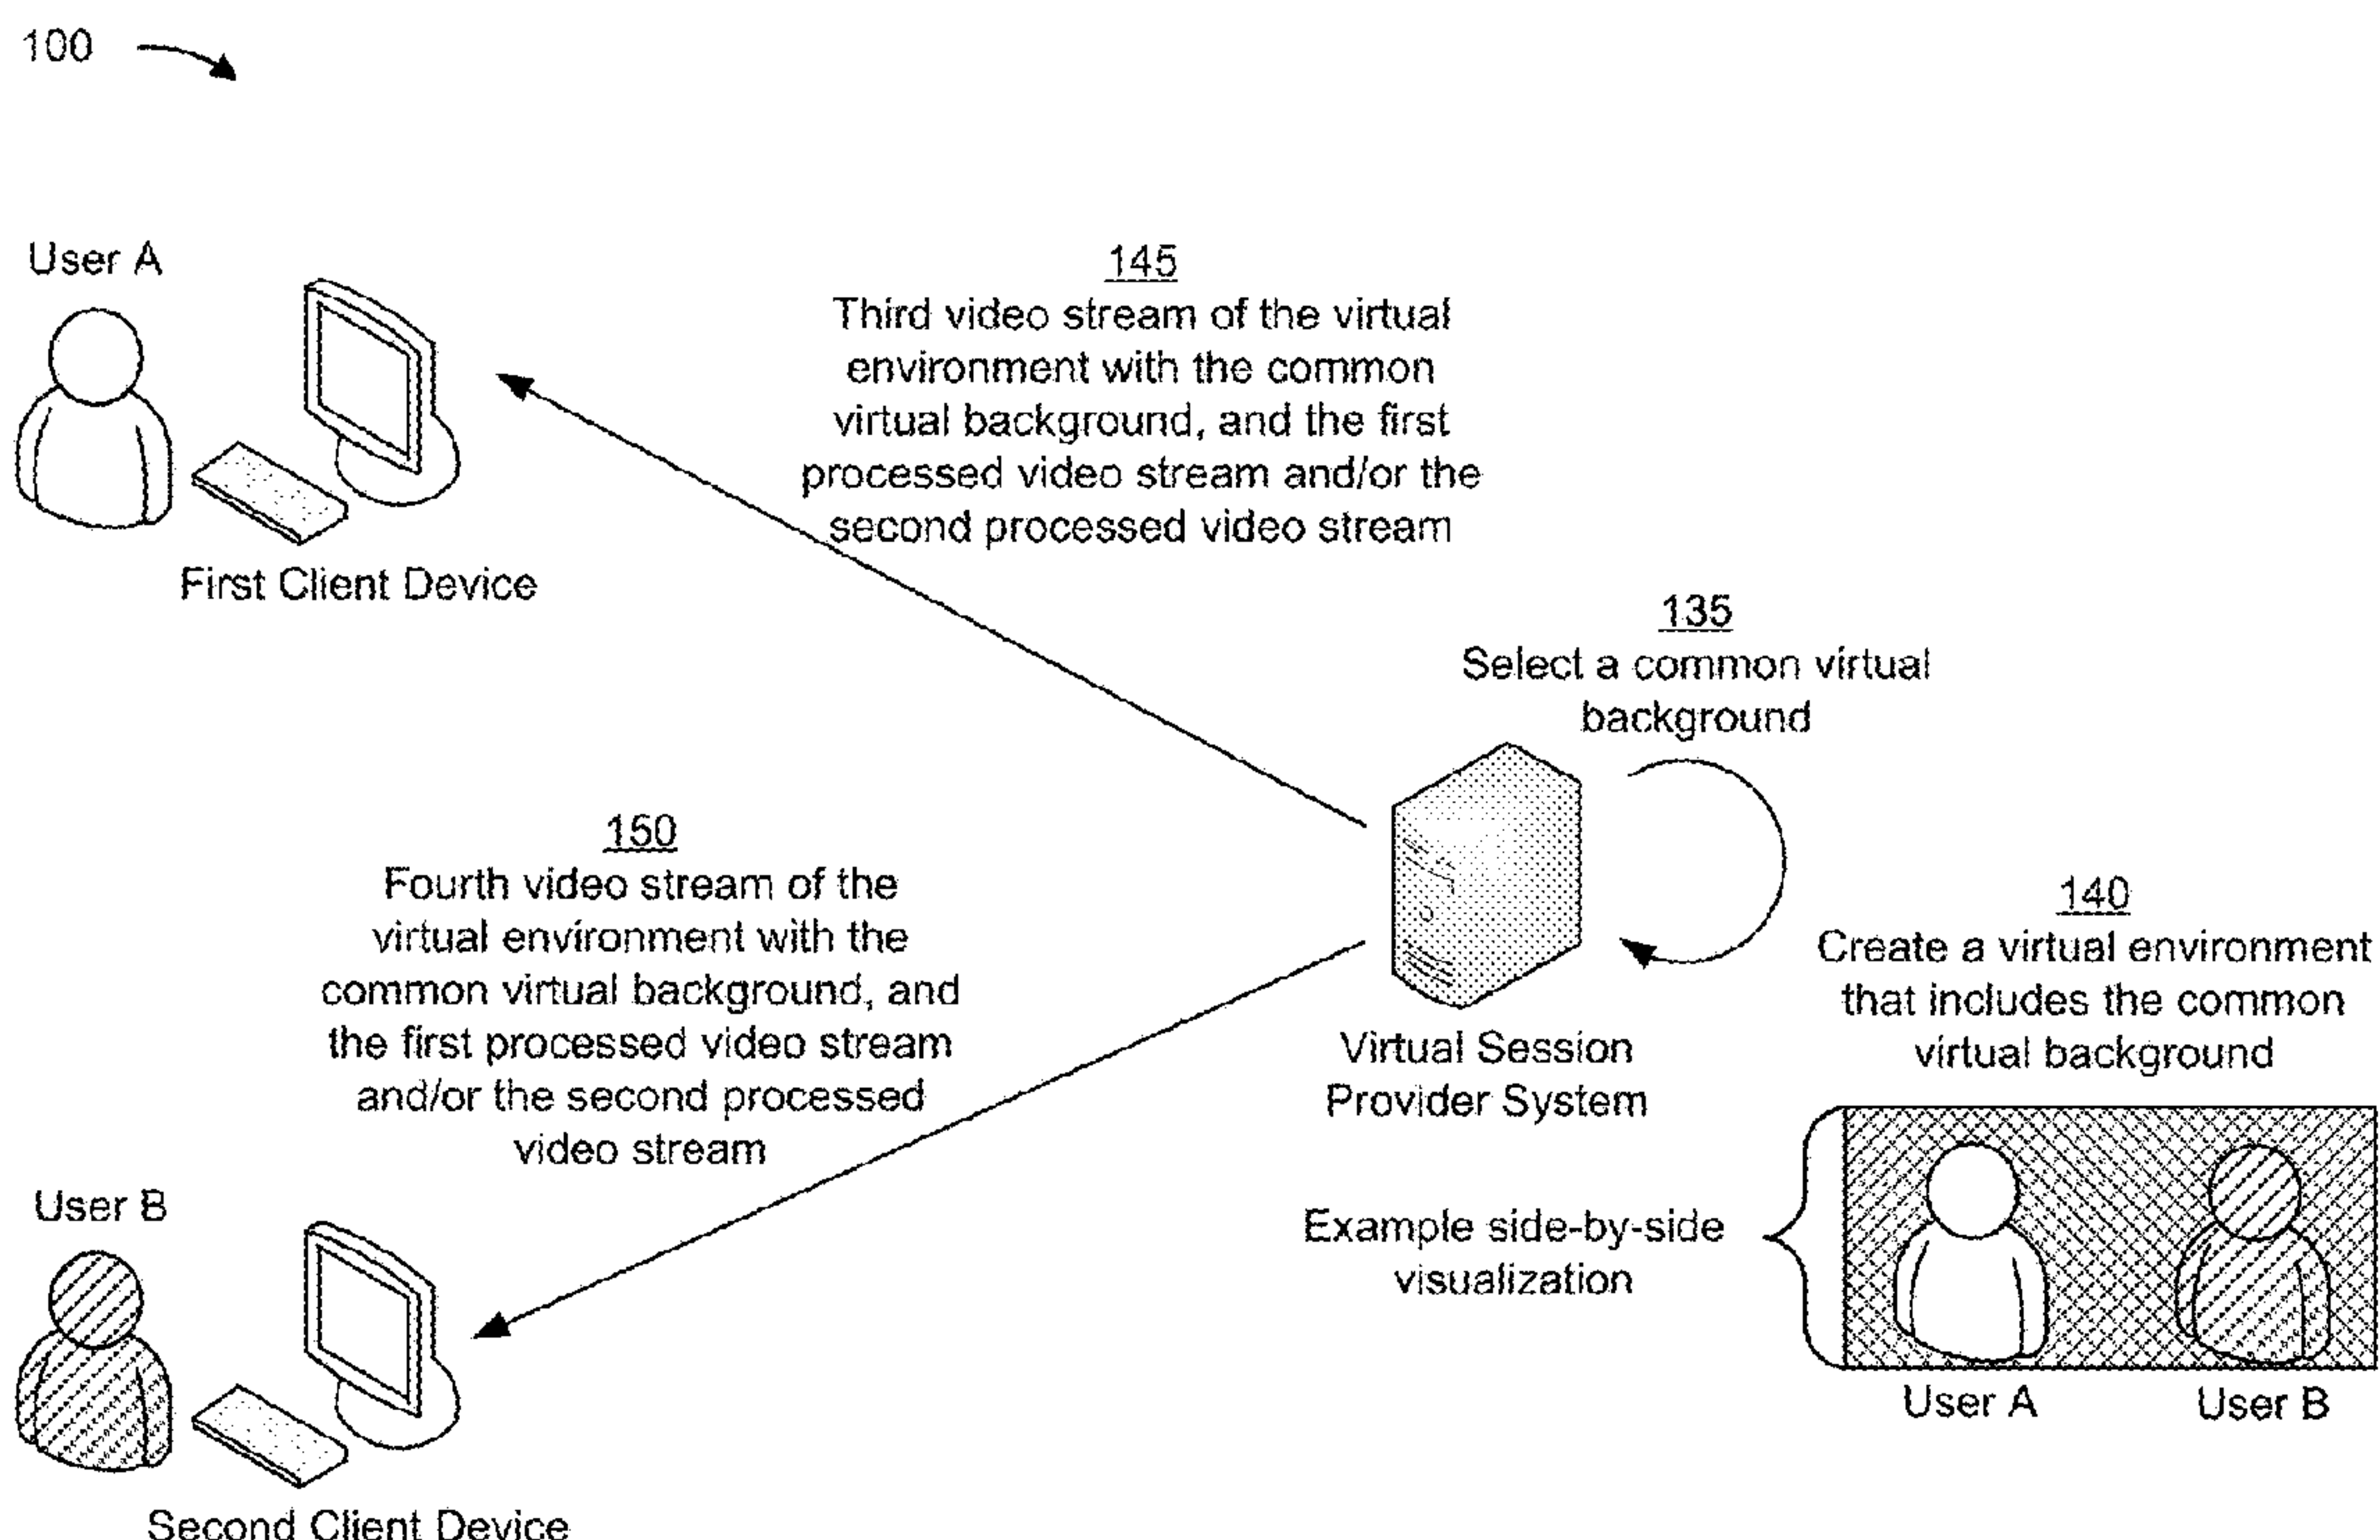 100
User A
First Client Device
145
Third video stream of the virtual
environment with the common
virtual background, and the first
processed video stream and/or the
second processed video stream
135
Select a common virtual
background
150
Fourth video stream of the
virtual environment with the
common virtual background, and
the first processed video stream
and/or the second processed
video stream
Virtual Session
Provider System
140
Create a virtual environment
that includes the common
virtual background
Example side-by-side
visualization
User A
User B
User B
Second Client Device